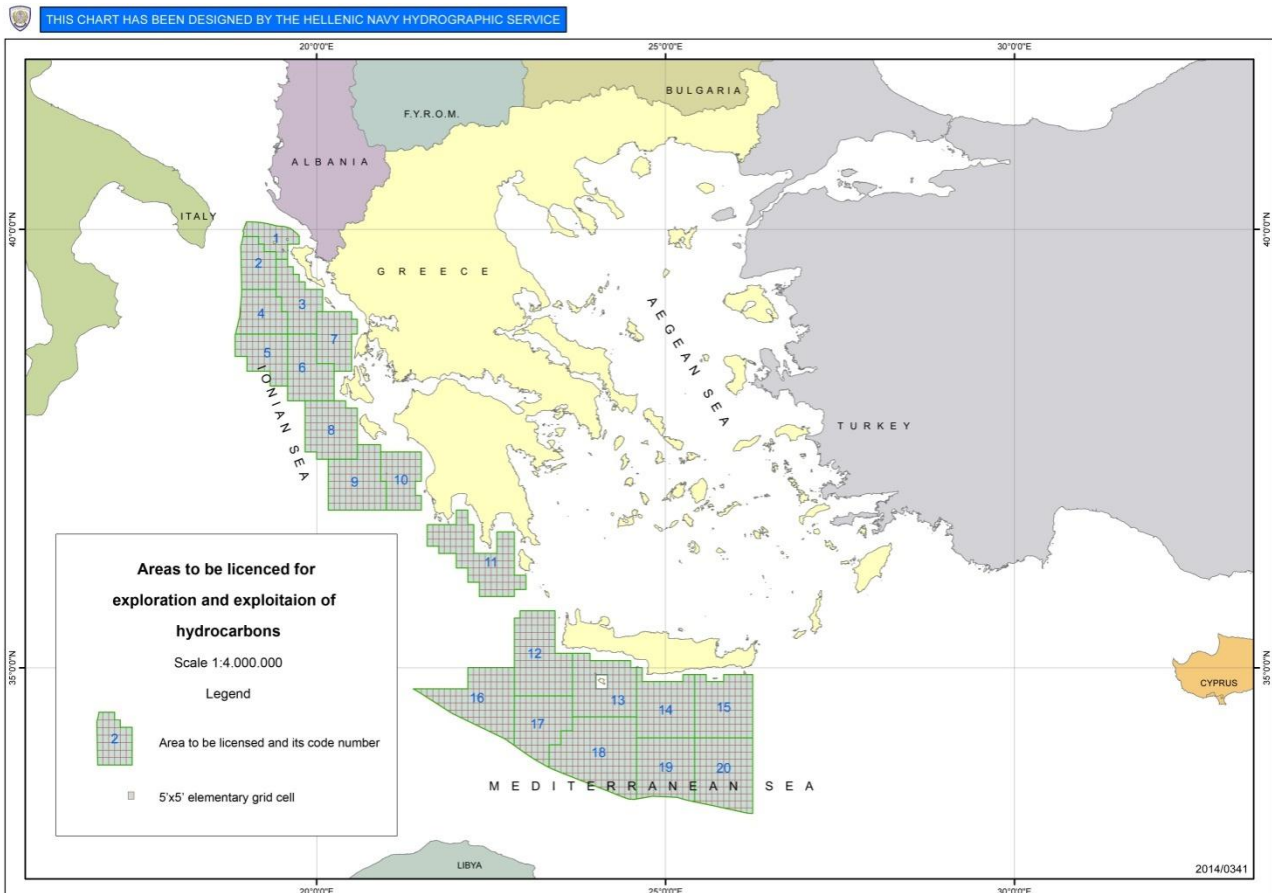 THIS CHART HAS BEEN DESIGNED BY THE HELLENIC NAVY HYDROGRAPHIC SERVICE
20°0'0"E
25°0'0"E
30°0'0"E
BULGARIA
F.Y.R.O.M.
ALBANIA
ITALY
40°0'0"N
40°0'0"N
1
2
GREECE
3
4
AEGEAN SEA
7
5
6
IONIAN SEA
TURKEY
8
9
10
11
Areas to be licenced for
exploration and exploitaion of
hydrocarbons
Scale 1:4.000.000
Legend
2
Area to be licensed and its code number
5'x5' elementary grid cell
12
35°0'0"N
35°0'0"N
CYPRUS
16
13
14
15
17
18
19
20
MEDITERRANEAN SEA
LIBYA
2014/0341
20°0'0"E
25°0'0"E
30°0'0"E